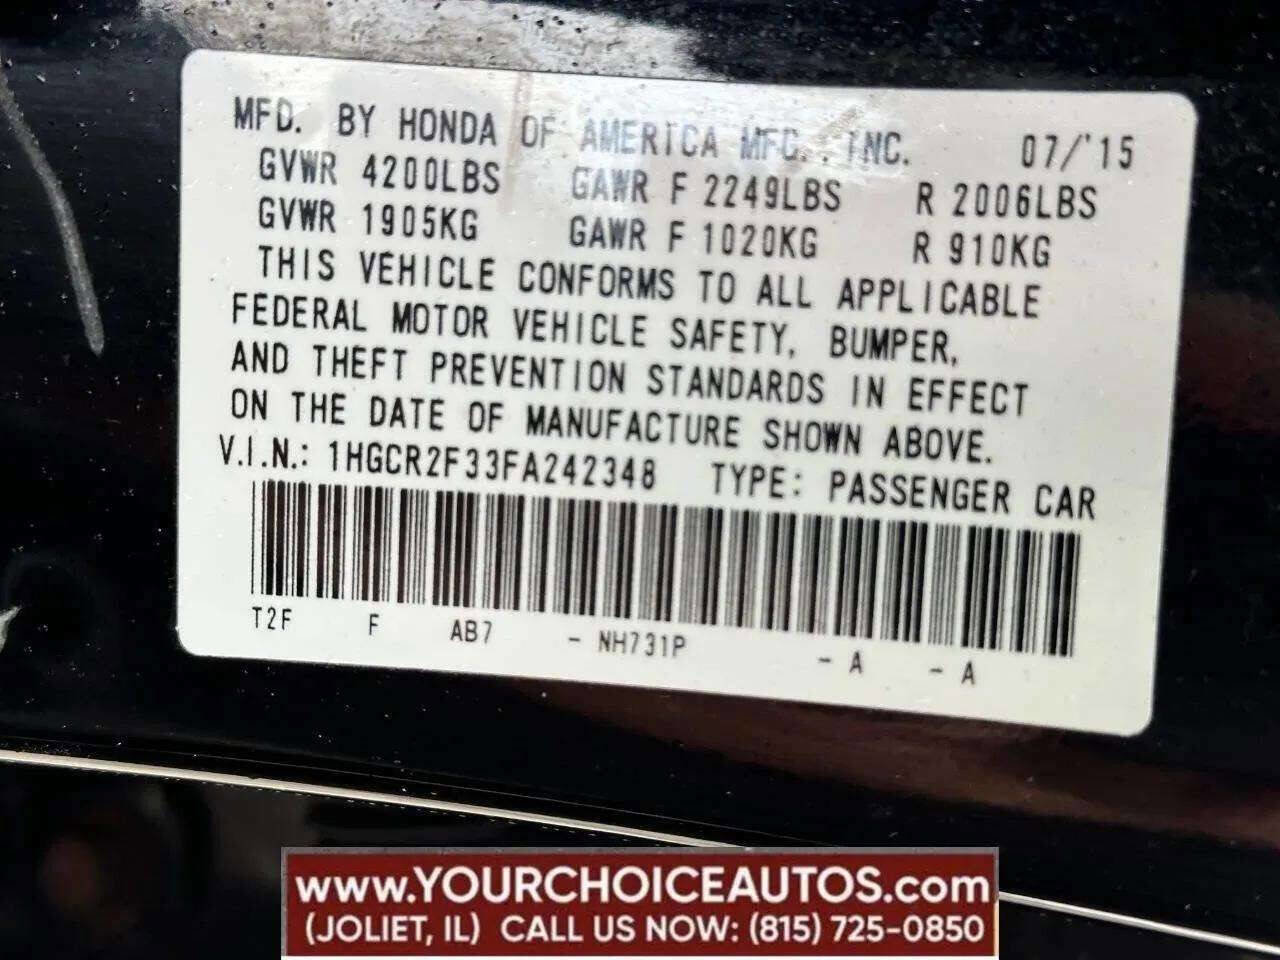 MFD. BY HONDA OF AMERICA MFG., INC. 07/'15
GVWR 4200LBS GAWR F 2249LBS R 2006LBS
GVWR 1905KG GAWR F 1020KG R 910KG
THIS VEHICLE CONFORMS TO ALL APPLICABLE
FEDERAL MOTOR VEHICLE SAFETY, BUMPER,
AND THEFT PREVENTION STANDARDS IN EFFECT
ON THE DATE OF MANUFACTURE SHOWN ABOVE.
V.I.N.: 1HGCR2F33FA242348 TYPE: PASSENGER CAR
T2F F AB7 - NH731P - A - A
www.YOURCHOICEAUTOS.com
(JOLIET, IL) CALL US NOW: (815) 725-0850